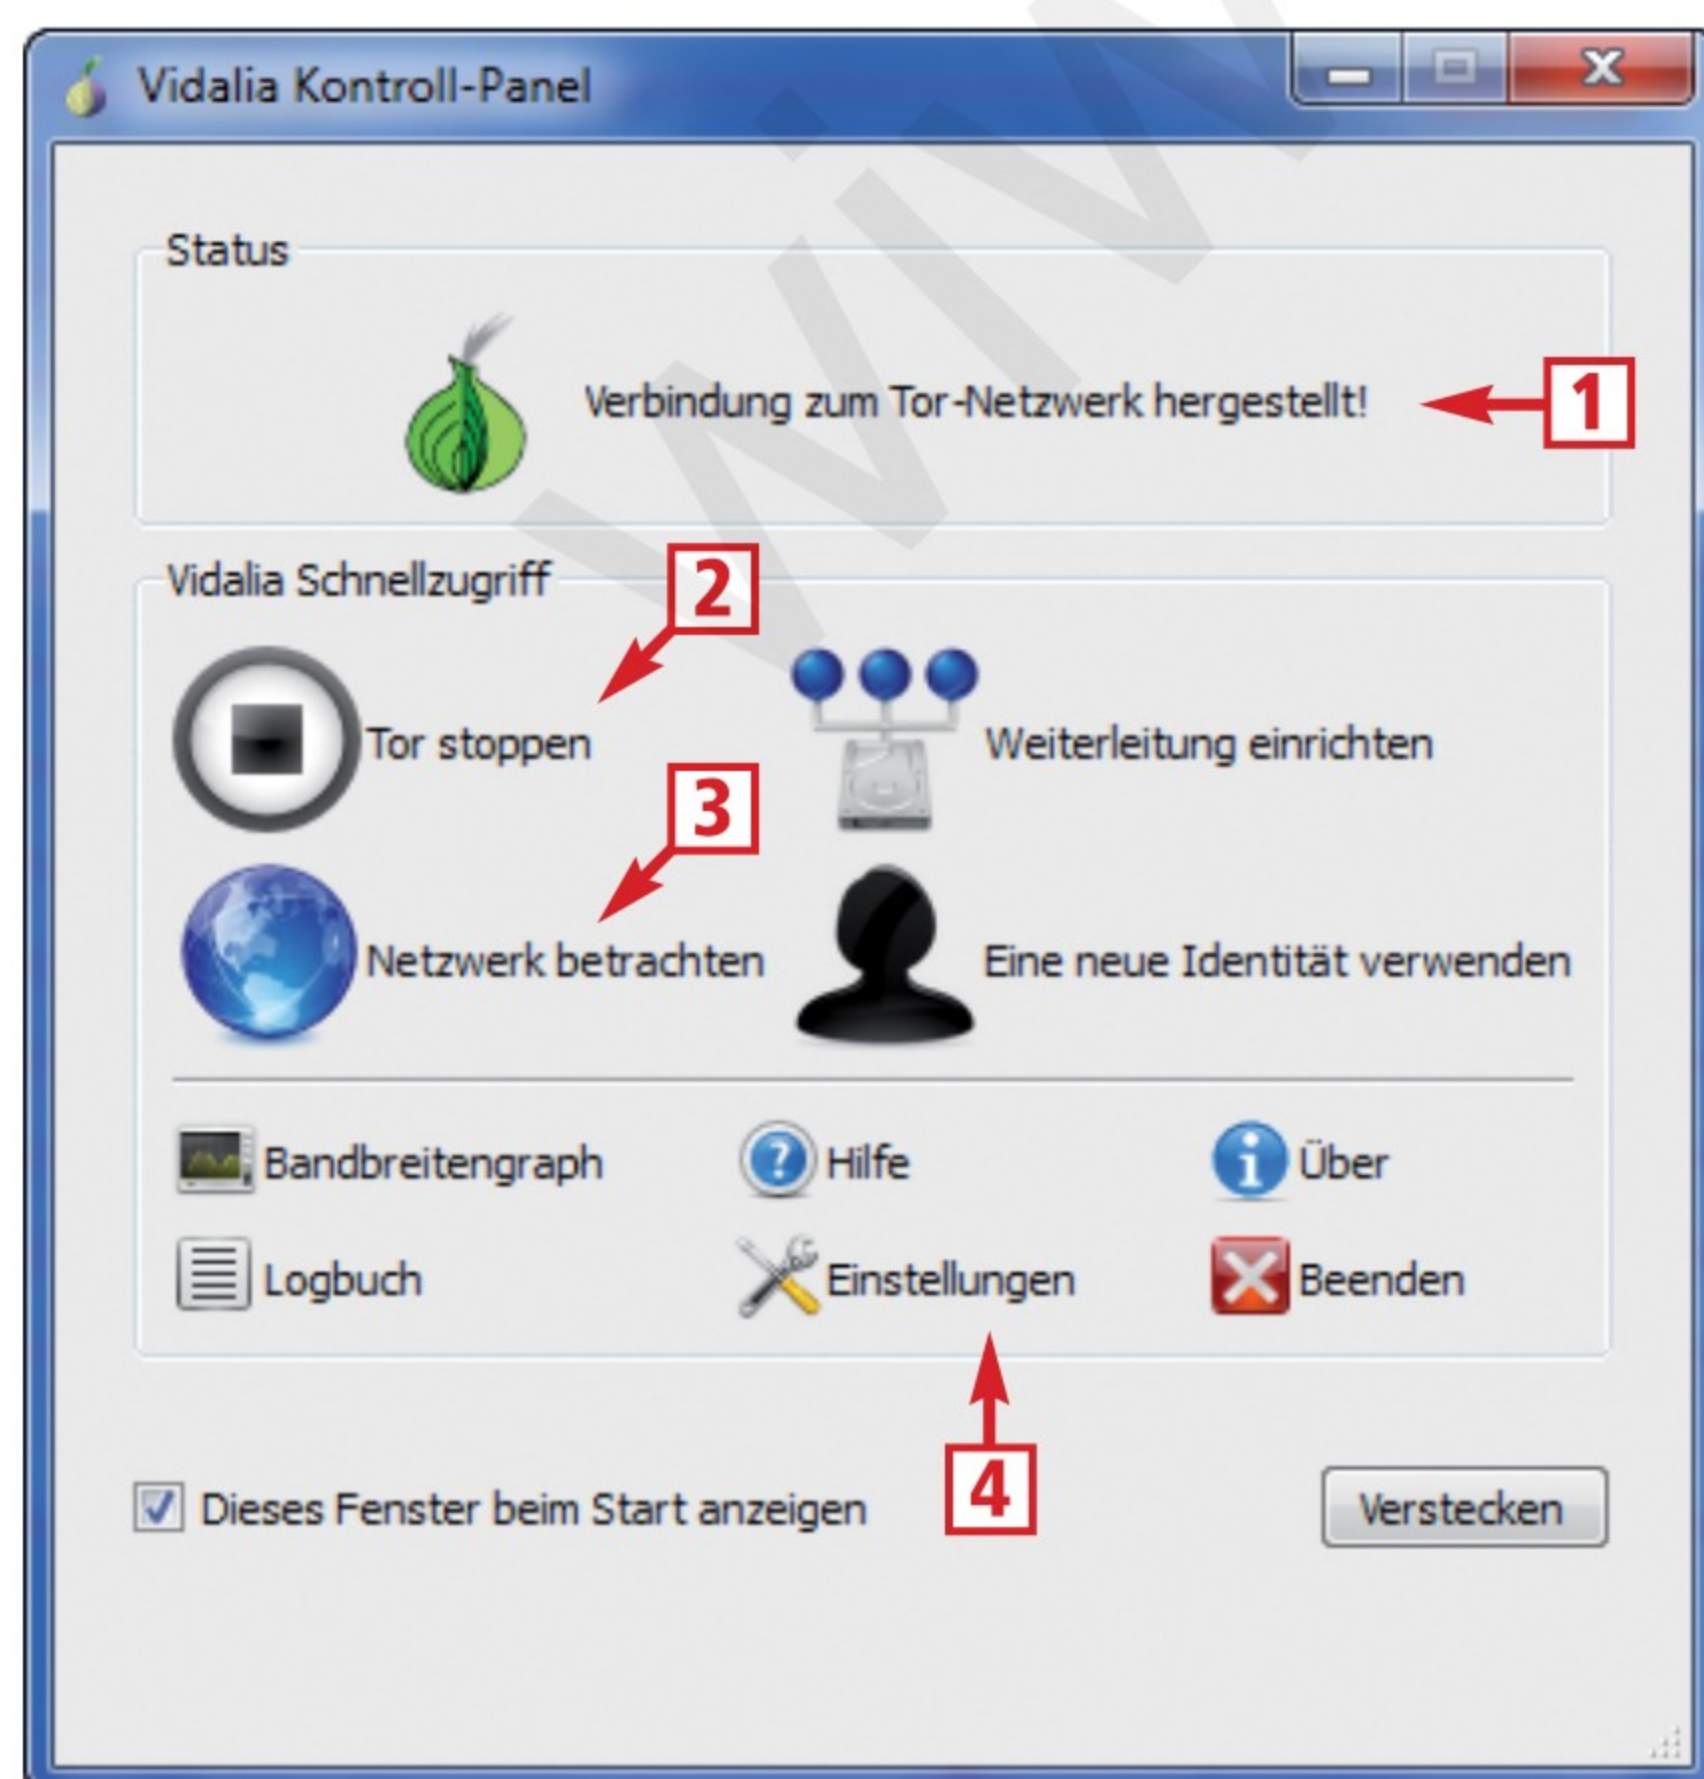 Vidalia Kontroll-Panel
Status
Verbindung zum Tor-Netzwerk hergestellt!
1
Vidalia Schnellzugriff
2
Tor stoppen
Weiterleitung einrichten
3
Netzwerk betrachten
Eine neue Identität verwenden
Bandbreitengraph
Hilfe
Über
Logbuch
Einstellungen
Beenden
4
Dieses Fenster beim Start anzeigen
Verstecken